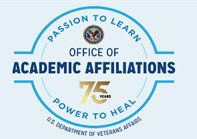 PASSION TO LEARN
OFFICE OF
ACADEMIC AFFILIATIONS
75 YEARS
POWER TO HEAL
U.S. DEPARTMENT OF VETERANS AFFAIRS